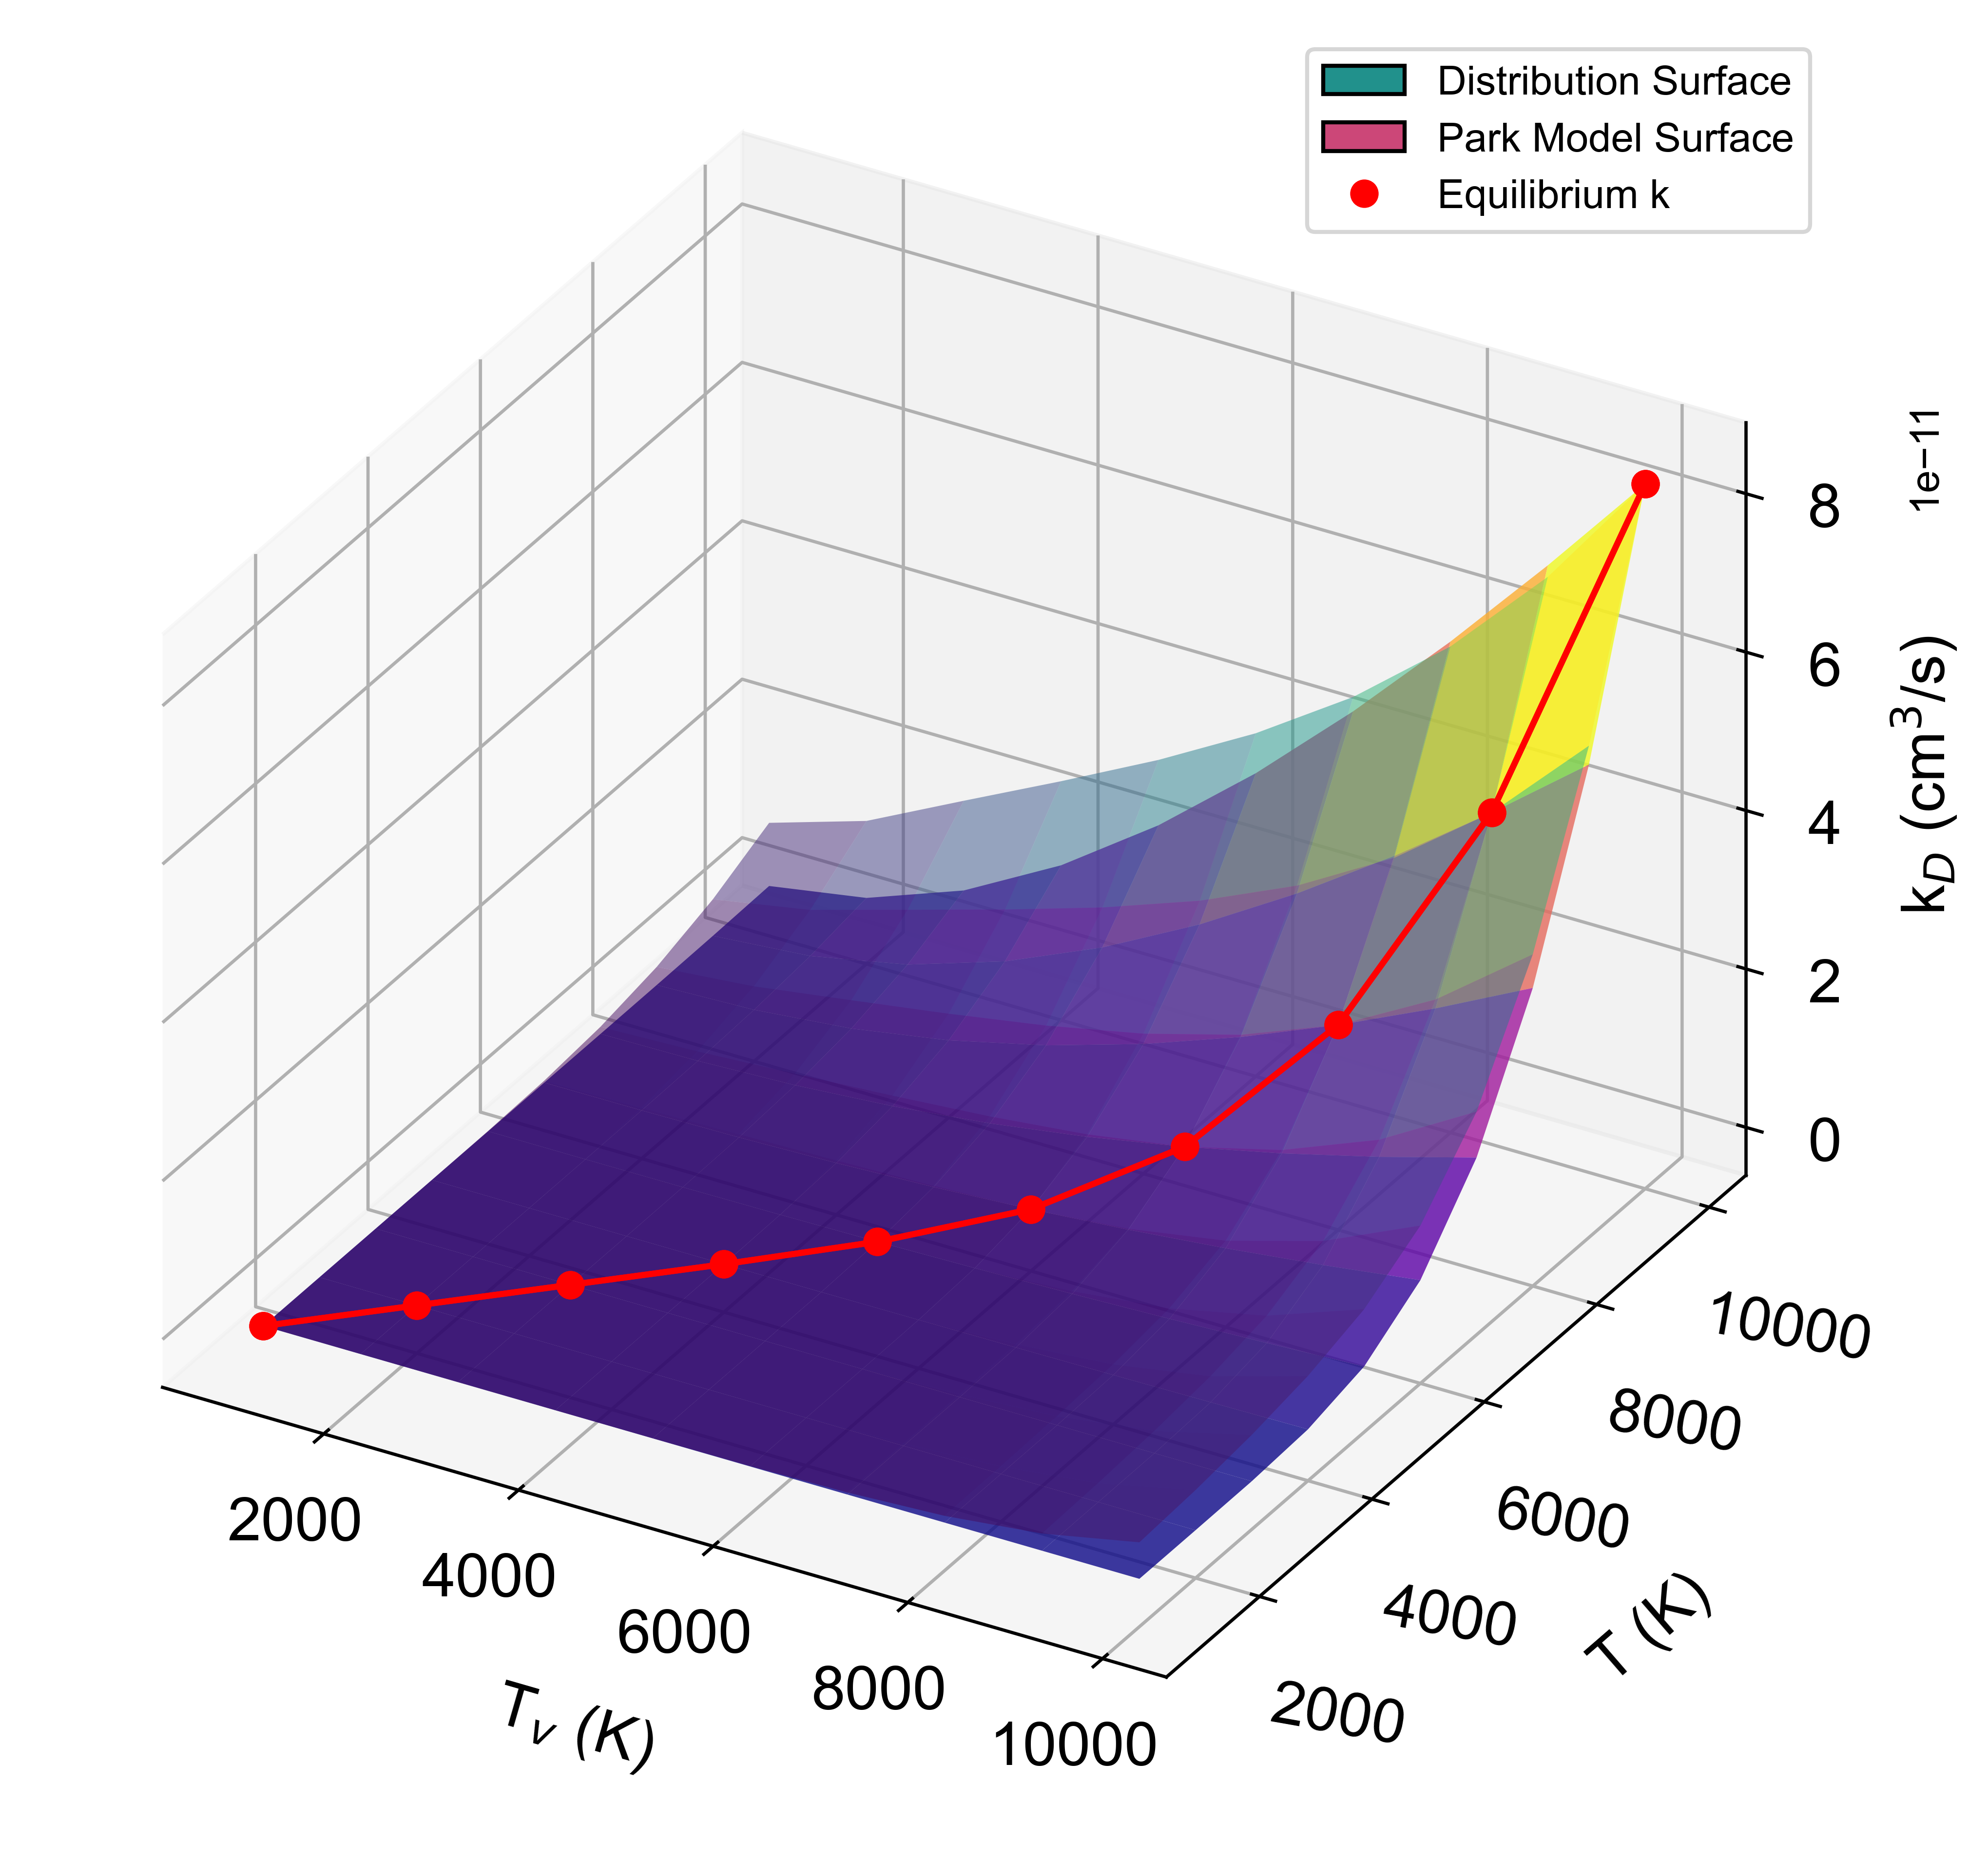 Distribution Surface
Park Model Surface
Equilibrium k
1e−11
8
6
4
2
0
k_D (cm³/s)
10000
8000
6000
4000
2000
T (K)
2000
4000
6000
8000
10000
T_v (K)